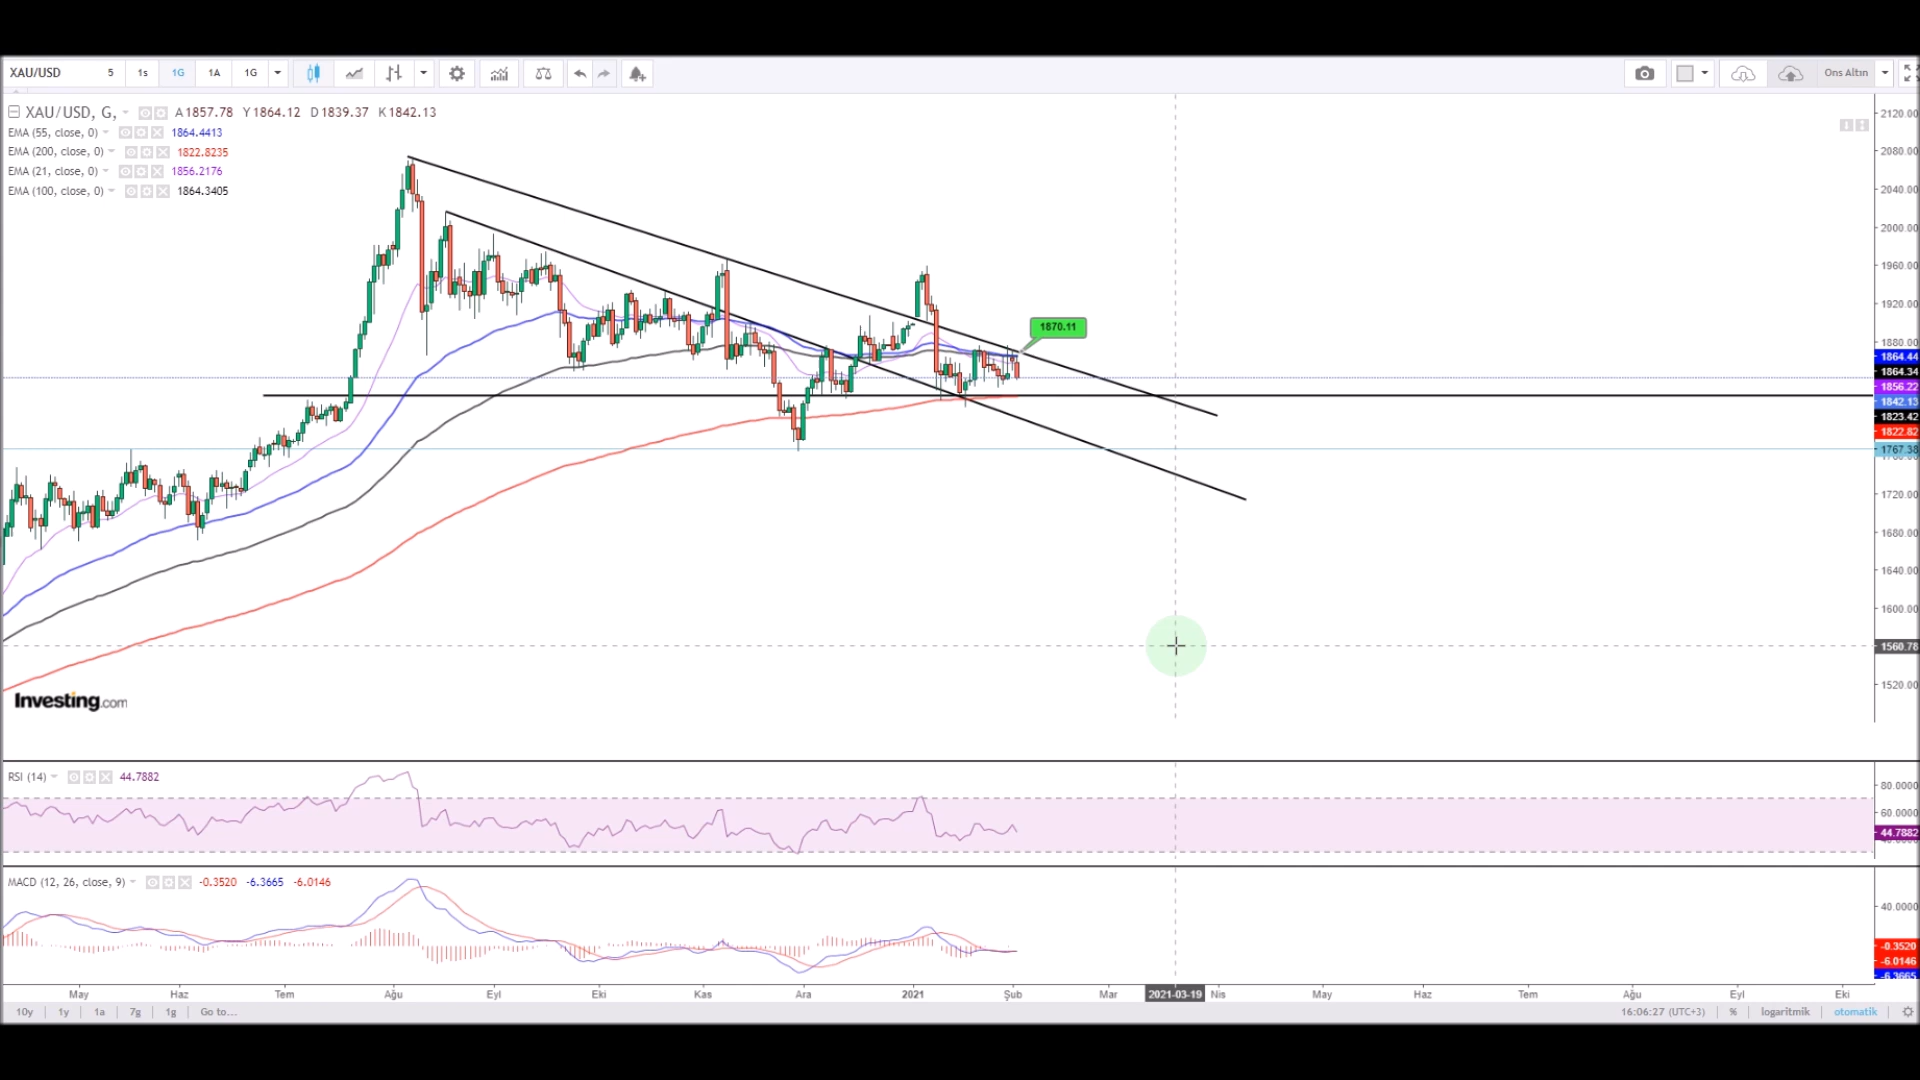 XAU/USD 5 1s 1G 1A 1G Ons Altın
XAU/USD, G, A1857.78 Y1864.12 D1839.37 K1842.13
EMA (55, close, 0) 1864.4413
EMA (200, close, 0) 1822.8235
EMA (21, close, 0) 1856.2176
EMA (100, close, 0) 1864.3405
2120.00
2080.00
2040.00
2000.00
1960.00
1920.00
1870.11
1880.00
1864.44
1864.34
1856.22
1842.13
1823.42
1822.82
1767.38
1720.00
1680.00
1640.00
1600.00
1560.78
1520.00
Investing.com
RSI (14) 44.7882
80.0000
60.0000
44.7882
MACD (12, 26, close, 9) -0.3520 -6.3665 -6.0146
40.0000
-0.3520
-6.0146
-6.3665
May Haz Tem Ağu Eyl Eki Kas Ara 2021 Şub Mar 2021-03-19 Nis May Haz Tem Ağu Eyl Eki
10y 1y 1a 7g 1g Go to... 16:06:27 (UTC+3) % logaritmik otomatik